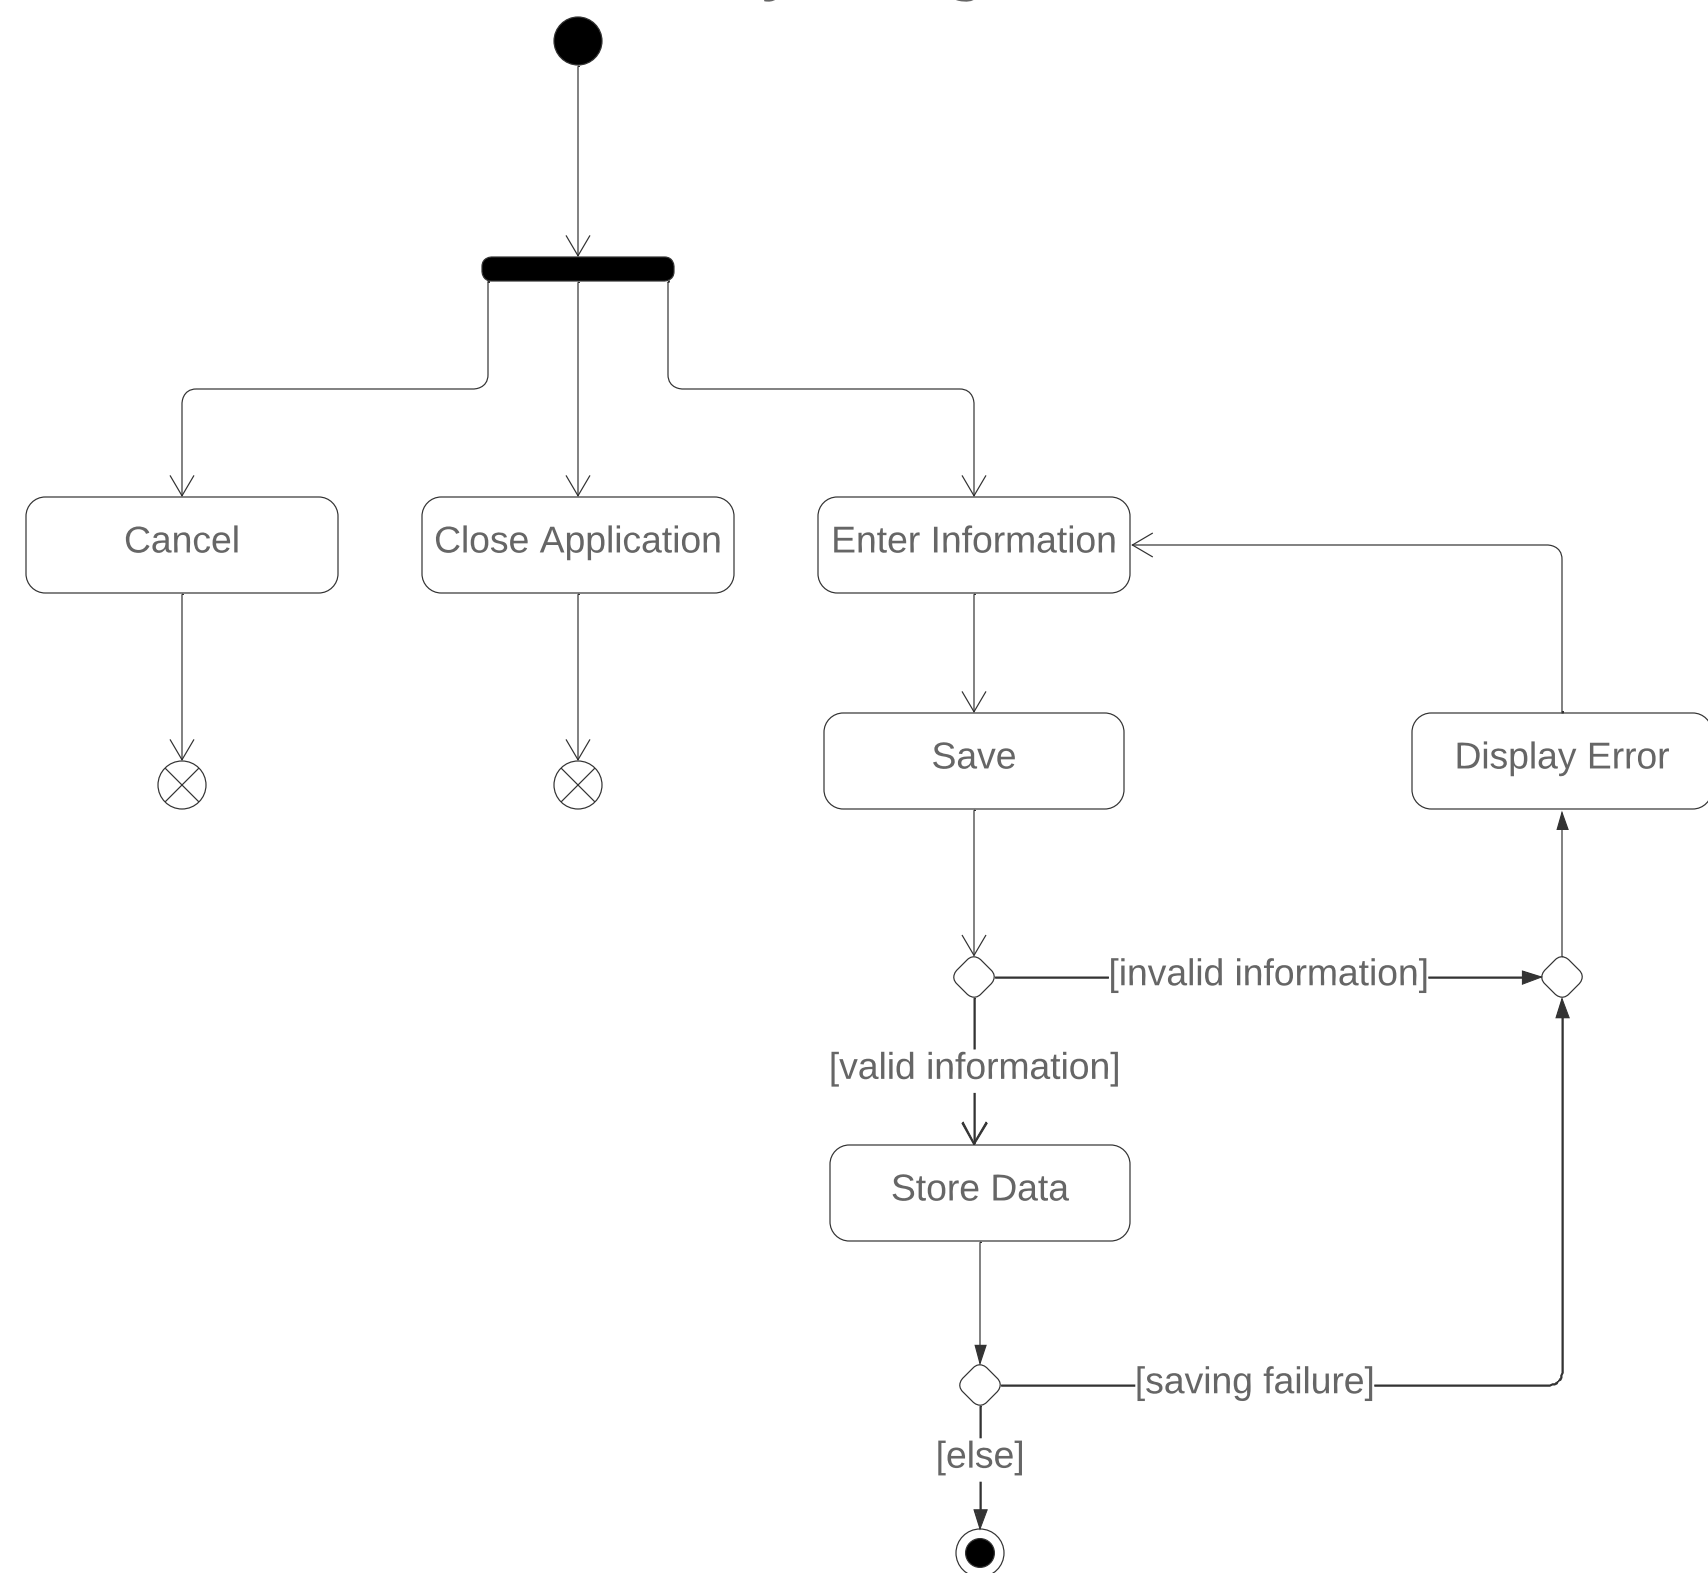 Cancel
Close Application
Enter Information
Save
Display Error
[invalid information]
[valid information]
Store Data
[saving failure]
[else]